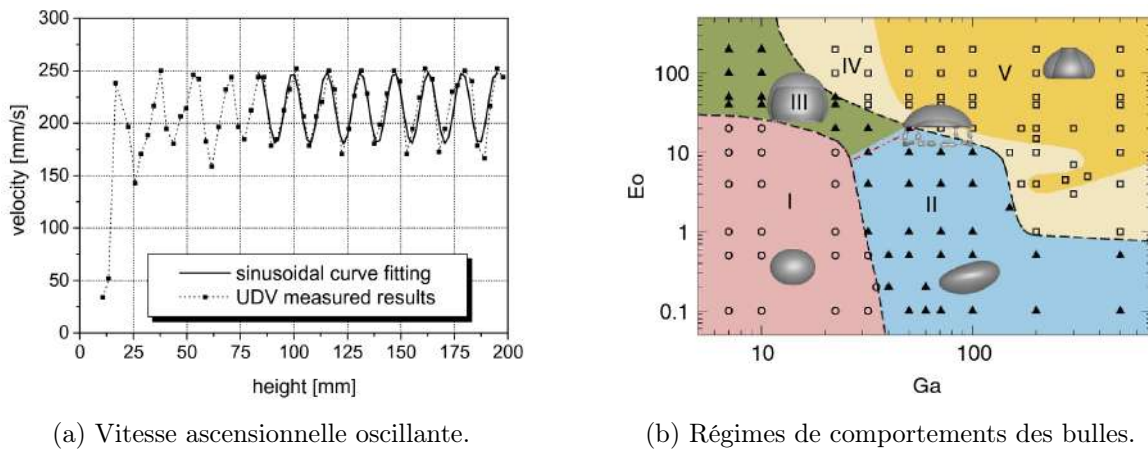 300
250
200
150
100
50
0
velocity [mm/s]
sinusoidal curve fitting
UDV measured results
0 25 50 75 100 125 150 175 200
height [mm]
(a) Vitesse ascensionnelle oscillante.
100
10
1
0.1
Eo
I
II
III
IV
V
10 100
Ga
(b) Régimes de comportements des bulles.